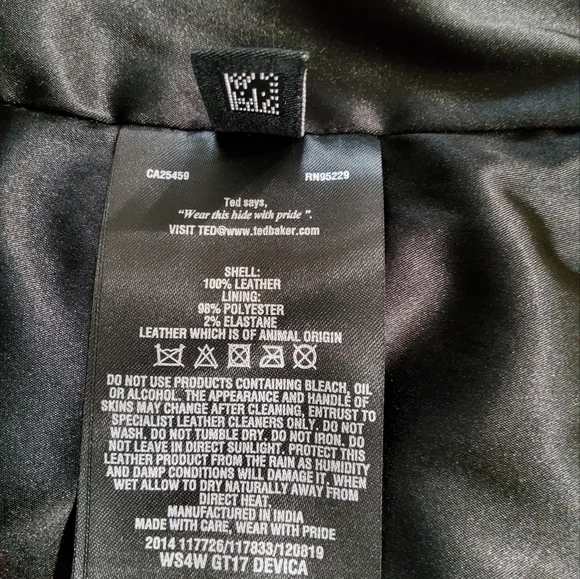 CA25459 RN95229
Ted says,
"Wear this hide with pride".
VISIT TED@www.tedbaker.com
SHELL:
100% LEATHER
LINING:
98% POLYESTER
2% ELASTANE
LEATHER WHICH IS OF ANIMAL ORIGIN
DO NOT USE PRODUCTS CONTAINING BLEACH, OIL
OR ALCOHOL. THE APPEARANCE AND HANDLE OF
SKINS MAY CHANGE AFTER CLEANING, ENTRUST TO
SPECIALIST LEATHER CLEANERS ONLY. DO NOT
WASH. DO NOT TUMBLE DRY. DO NOT IRON. DO
NOT LEAVE IN DIRECT SUNLIGHT. PROTECT THIS
LEATHER PRODUCT FROM THE RAIN AS HUMIDITY
AND DAMP CONDITIONS WILL DAMAGE IT, WHEN
WET ALLOW TO DRY NATURALLY AWAY FROM
DIRECT HEAT.
MANUFACTURED IN INDIA
MADE WITH CARE, WEAR WITH PRIDE
2014 117726/117833/120819
WS4W GT17 DEVICA